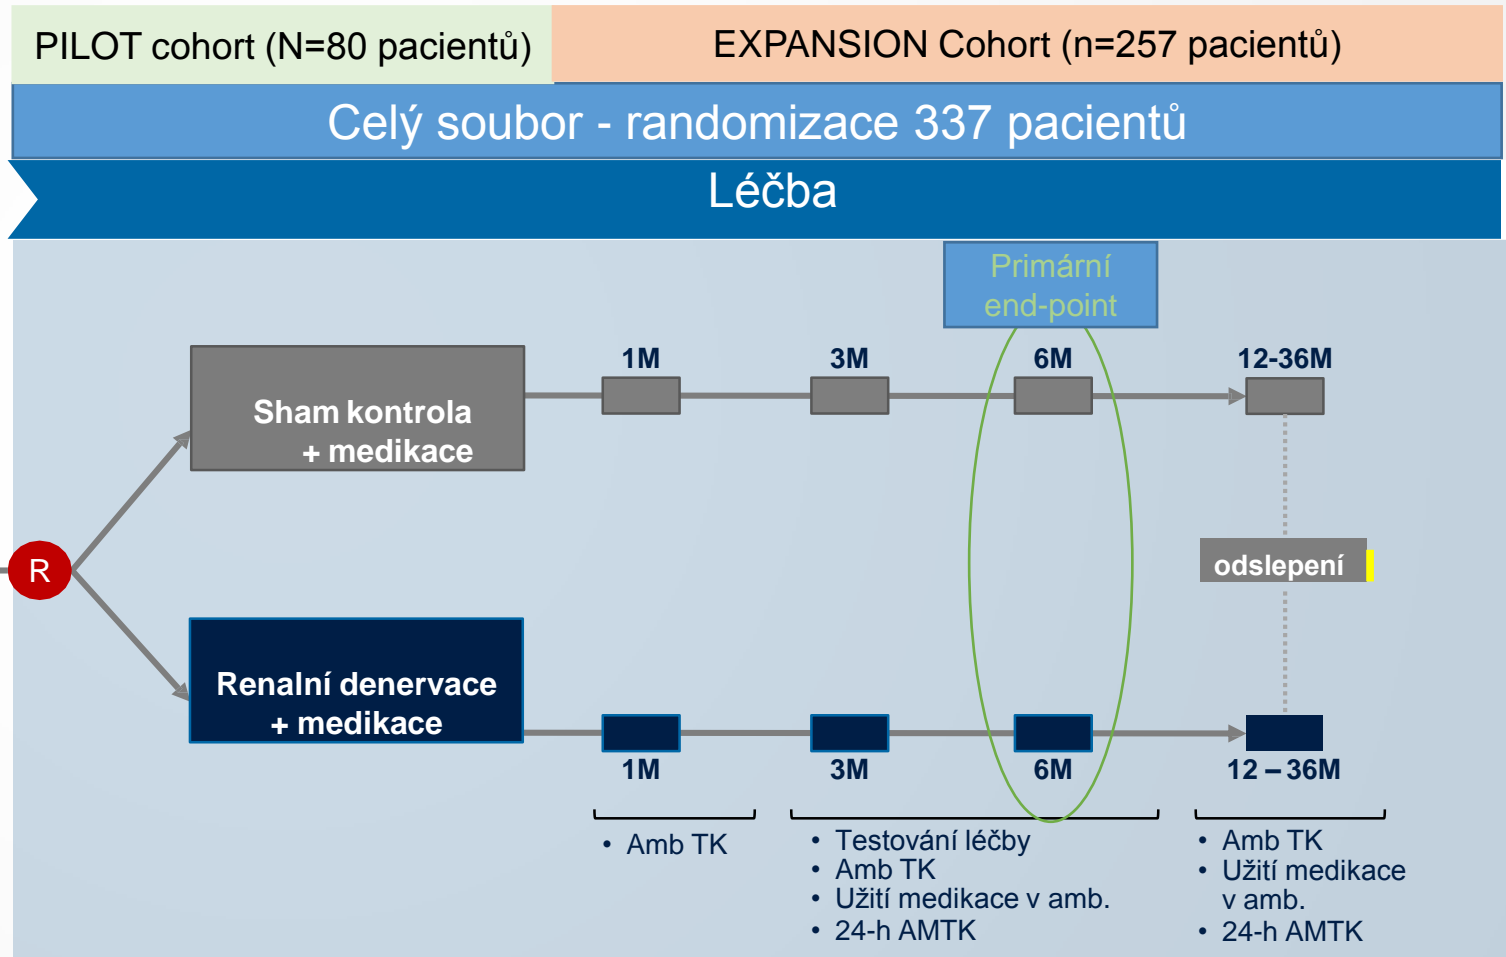 PILOT cohort (N=80 pacientů)
EXPANSION Cohort (n=257 pacientů)
Celý soubor - randomizace 337 pacientů
Léčba
Primární
end-point
1M
3M
6M
12-36M
Sham kontrola
+ medikace
R
odslepení
Renalní denervace
+ medikace
1M
3M
6M
12 – 36M
• Amb TK
• Testování léčby
• Amb TK
• Užití medikace v amb.
• 24-h AMTK
• Amb TK
• Užití medikace
v amb.
• 24-h AMTK